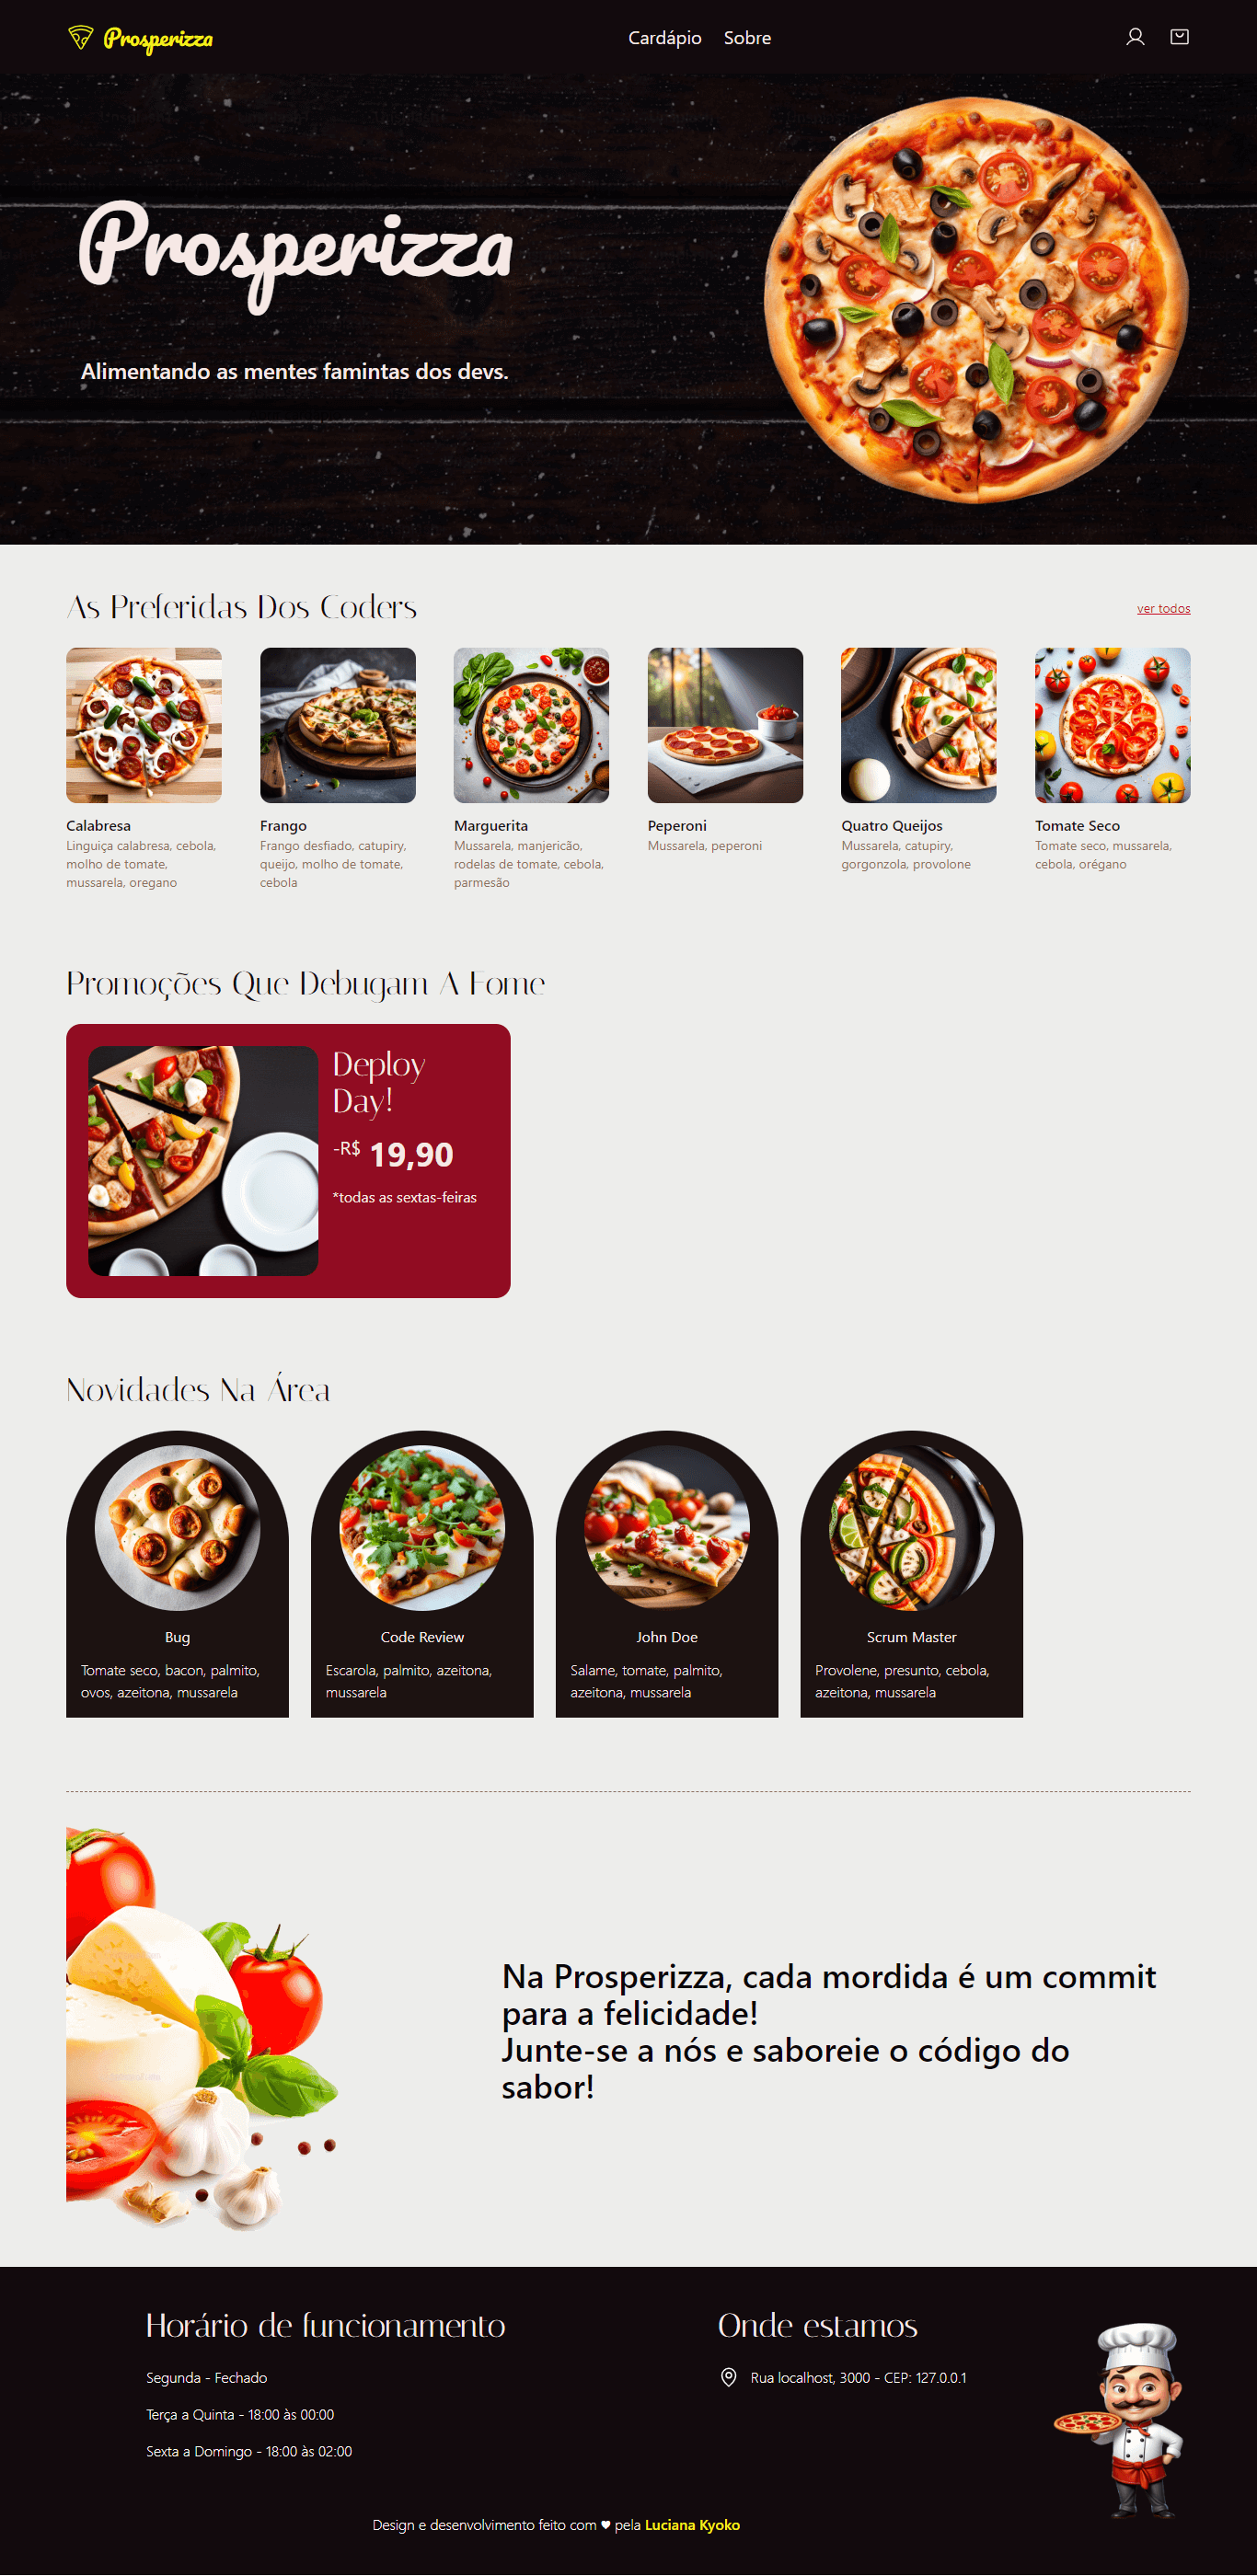 Prosperizza
Cardápio Sobre
Prosperizza
Alimentando as mentes famintas dos devs.
As Preferidas Dos Coders
ver todos
Calabresa
Linguiça calabresa, cebola,
molho de tomate,
mussarela, oregano
Frango
Frango desfiado, catupiry,
queijo, molho de tomate,
cebola
Marguerita
Mussarela, manjericão,
rodelas de tomate, cebola,
parmesão
Peperoni
Mussarela, peperoni
Quatro Queijos
Mussarela, catupiry,
gorgonzola, provolone
Tomate Seco
Tomate seco, mussarela,
cebola, orégano
Promoções Que Debugam A Fome
Deploy
Day!
-R$ 19,90
*todas as sextas-feiras
Novidades Na Área
Bug
Tomate seco, bacon, palmito,
ovos, azeitona, mussarela
Code Review
Escarola, palmito, azeitona,
mussarela
John Doe
Salame, tomate, palmito,
azeitona, mussarela
Scrum Master
Provolene, presunto, cebola,
azeitona, mussarela
Na Prosperizza, cada mordida é um commit
para a felicidade!
Junte-se a nós e saboreie o código do
sabor!
Horário de funcionamento
Segunda - Fechado
Terça a Quinta - 18:00 às 00:00
Sexta a Domingo - 18:00 às 02:00
Onde estamos
Rua localhost, 3000 - CEP: 127.0.0.1
Design e desenvolvimento feito com ♥ pela Luciana Kyoko